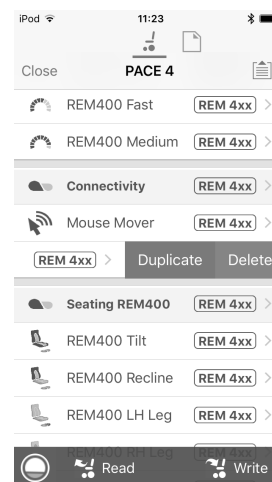 iPod 11:23
Close PACE 4
REM400 Fast REM 4xx
REM400 Medium REM 4xx
Connectivity REM 4xx
Mouse Mover REM 4xx
REM 4xx Duplicate Delete
Seating REM400 REM 4xx
REM400 Tilt REM 4xx
REM400 Recline REM 4xx
REM400 LH Leg REM 4xx
REM400 RH Leg REM 4xx
Read Write